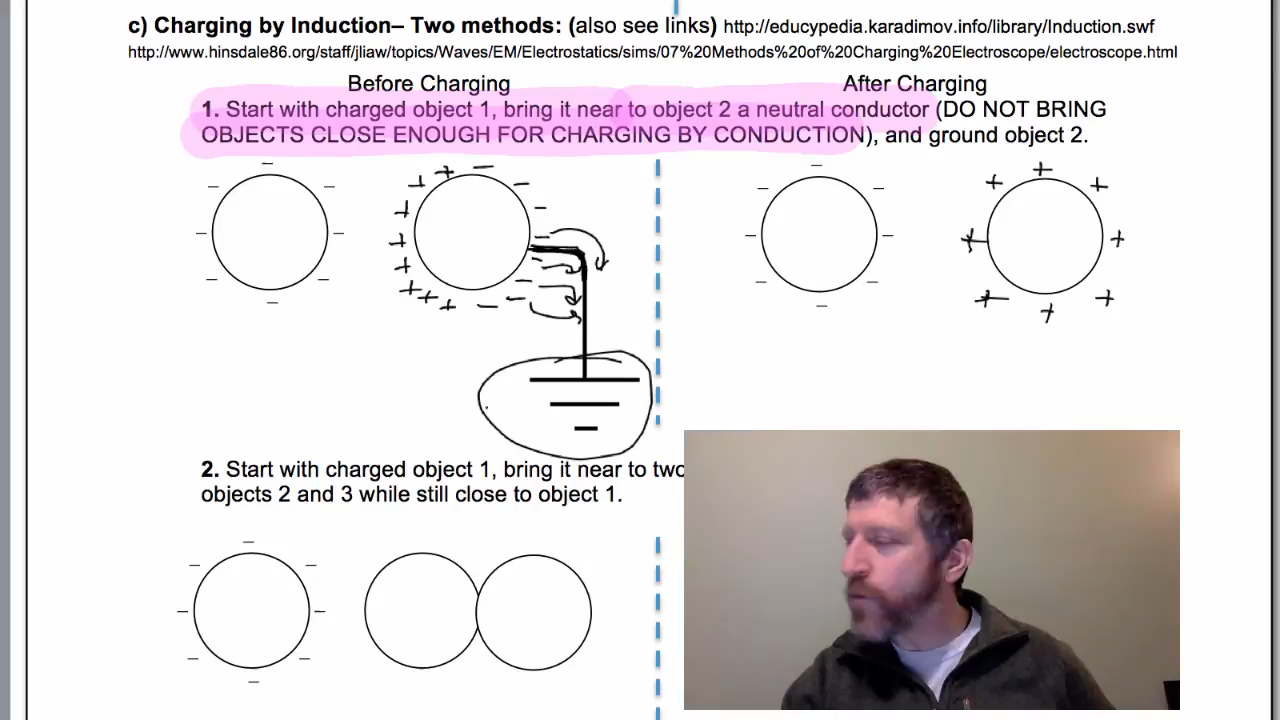 c) Charging by Induction– Two methods: (also see links) http://educypedia.karadimov.info/library/Induction.swf
http://www.hinsdale86.org/staff/jliaw/topics/Waves/EM/Electrostatics/sims/07%20Methods%20of%20Charging%20Electroscope/electroscope.html
Before Charging
After Charging
1. Start with charged object 1, bring it near to object 2 a neutral conductor (DO NOT BRING
OBJECTS CLOSE ENOUGH FOR CHARGING BY CONDUCTION), and ground object 2.
2. Start with charged object 1, bring it near to two
objects 2 and 3 while still close to object 1.